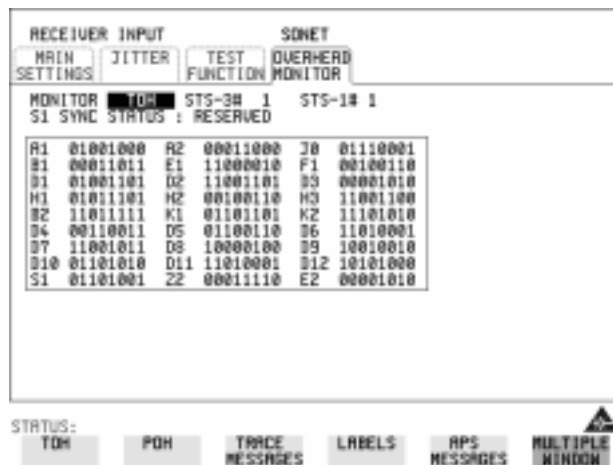 RECEIVER INPUT SONET
MAIN SETTINGS JITTER TEST FUNCTION OVERHEAD MONITOR
MONITOR TOH STS-3# 1 STS-1# 1
S1 SYNC STATUS : RESERVED
A1 01001000 A2 00011000 J0 01110001
B1 00011011 E1 11000010 F1 00100110
D1 01001101 D2 11001101 D3 00001010
H1 01011101 H2 00100110 H3 11001100
B2 11011111 K1 01101101 K2 11101010
D4 00110011 D5 01100110 D6 11010001
D7 11001011 D8 10000100 D9 10010010
D10 01101010 D11 11010001 D12 10101000
S1 01101001 Z2 00011110 E2 00001010
STATUS:
TOH POH TRACE MESSAGES LABELS APS MESSAGES MULTIPLE WINDOW